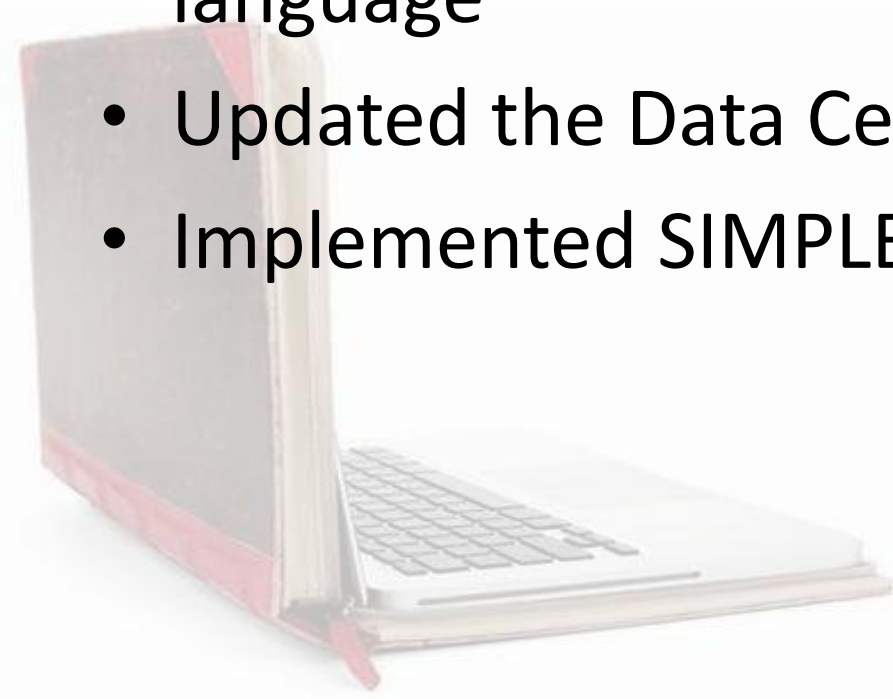 language
• Updated the Data Ce
• Implemented SIMPLE